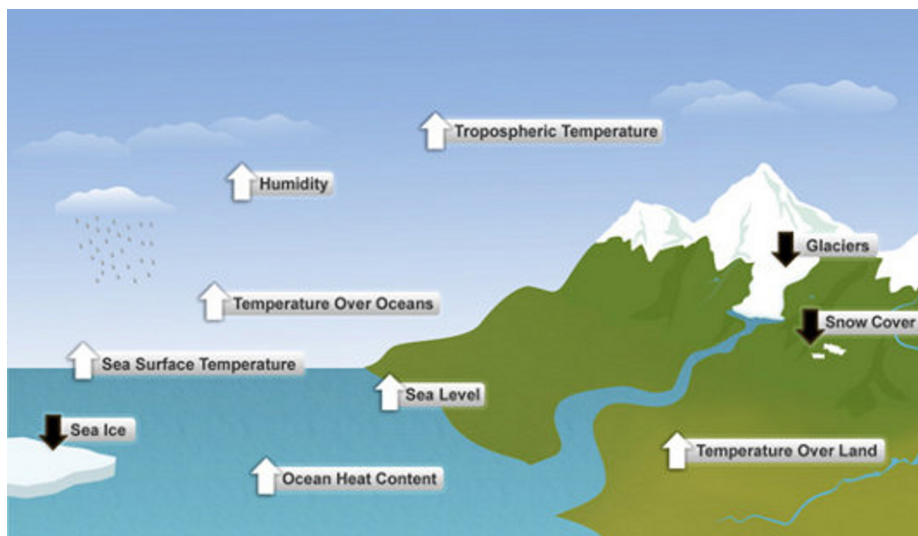 Tropospheric Temperature
Humidity
Glaciers
Temperature Over Oceans
Snow Cover
Sea Surface Temperature
Sea Level
Sea Ice
Temperature Over Land
Ocean Heat Content